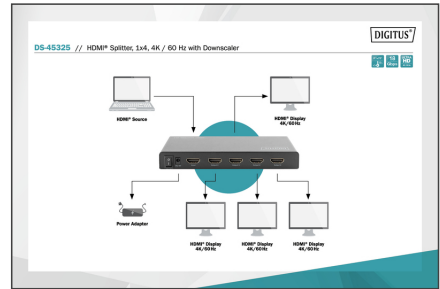 DIGITUS®
DS-45325 // HDMI® Splitter, 1x4, 4K / 60 Hz with Downscaler
HDMI® Source
HDMI® Display
4K/60Hz
Power Adapter
HDMI® Display
4K/60Hz
HDMI® Display
4K/60Hz
HDMI® Display
4K/60Hz